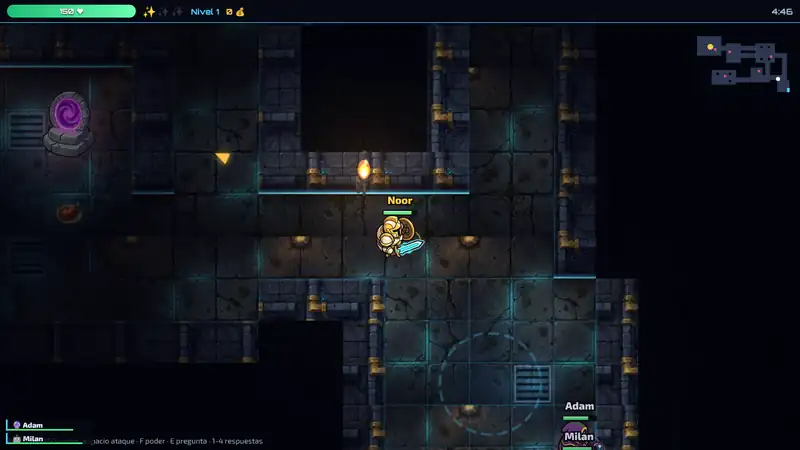 150 ♥
Nivel 1 0
4:46
Noor
Adam
Milan
Adam
Milan
pacio ataque · F poder · E pregunta · 1-4 respuestas